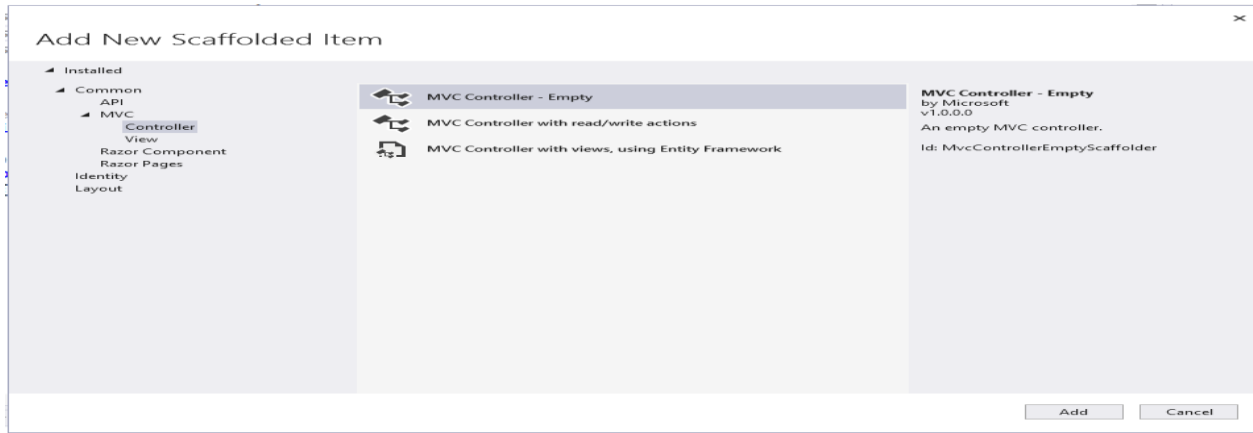 Add New Scaffolded Item
Installed
Common
API
MVC
Controller
View
Razor Component
Razor Pages
Identity
Layout
MVC Controller - Empty
MVC Controller with read/write actions
MVC Controller with views, using Entity Framework
MVC Controller - Empty
by Microsoft
v1.0.0.0
An empty MVC controller.
Id: MvcControllerEmptyScaffolder
Add
Cancel